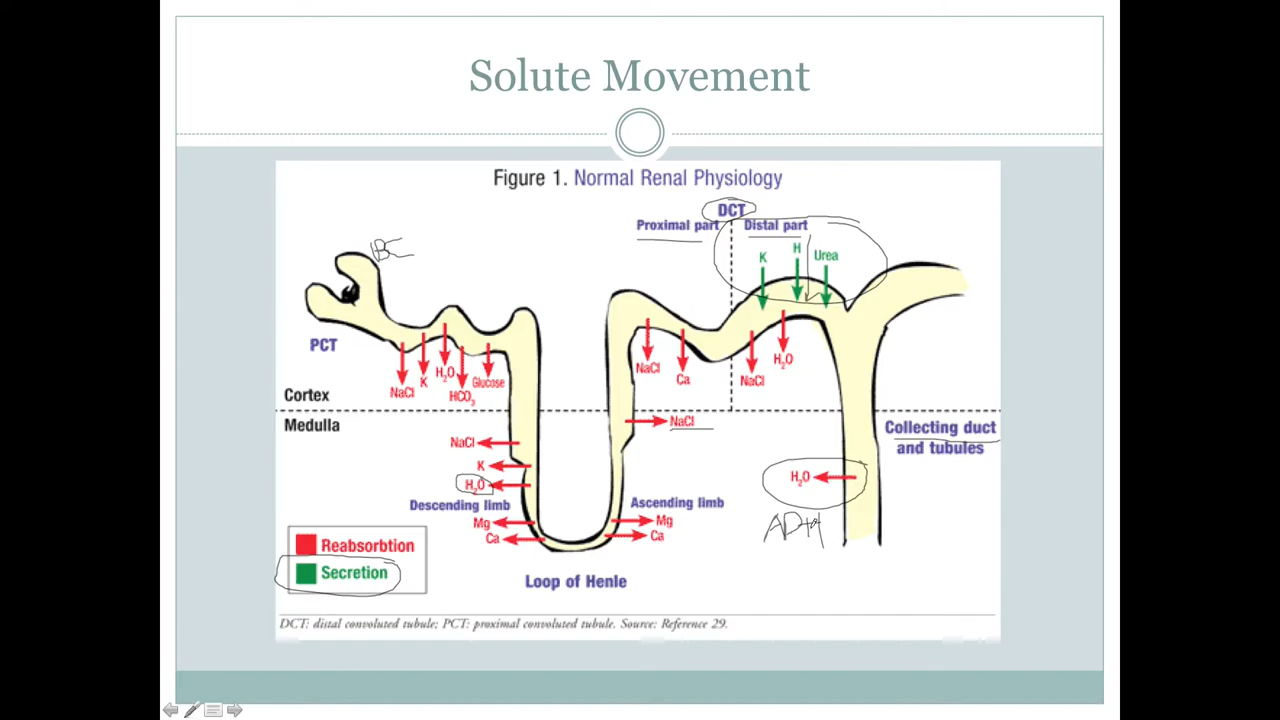 Solute Movement
Figure 1. Normal Renal Physiology
DCT
Proximal part
Distal part
K
H
Urea
PCT
NaCl
K
H2O
HCO3
Glucose
NaCl
Ca
NaCl
H2O
Cortex
Medulla
NaCl
K
H2O
Descending limb
Mg
Ca
NaCl
Ascending limb
Mg
Ca
Collecting duct
and tubules
H2O
ADH
Reabsorbtion
Secretion
Loop of Henle
DCT: distal convoluted tubule; PCT: proximal convoluted tubule. Source: Reference 29.